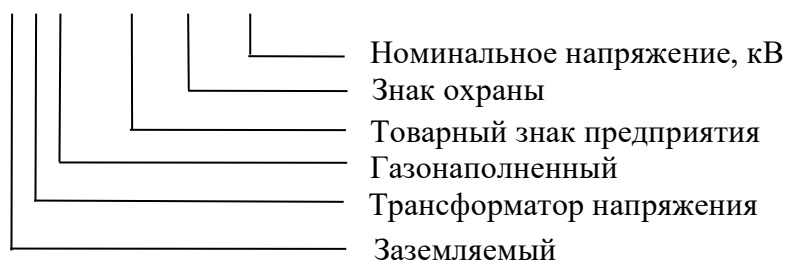 Номинальное напряжение, кВ
Знак охраны
Товарный знак предприятия
Газонаполненный
Трансформатор напряжения
Заземляемый